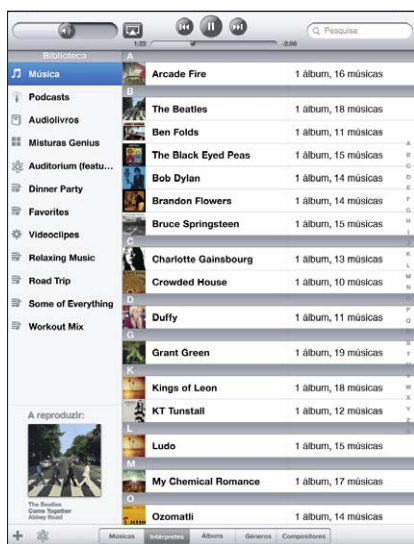 Pesquisa
1:22
-2:56
Biblioteca
Música
Podcasts
Audiolivros
Misturas Genius
Auditorium (featu...
Dinner Party
Favorites
Videoclipes
Relaxing Music
Road Trip
Some of Everything
Workout Mix
A reproduzir:
The Beatles
Come Together
Abbey Road
A
Arcade Fire 1 álbum, 16 músicas
B
The Beatles 1 álbum, 18 músicas
Ben Folds 1 álbum, 11 músicas
The Black Eyed Peas 1 álbum, 15 músicas
Bob Dylan 1 álbum, 14 músicas
Brandon Flowers 1 álbum, 14 músicas
Bruce Springsteen 1 álbum, 15 músicas
C
Charlotte Gainsbourg 1 álbum, 13 músicas
Crowded House 1 álbum, 10 músicas
D
Duffy 1 álbum, 11 músicas
G
Grant Green 1 álbum, 19 músicas
K
Kings of Leon 1 álbum, 18 músicas
KT Tunstall 1 álbum, 12 músicas
L
Ludo 1 álbum, 15 músicas
M
My Chemical Romance 1 álbum, 17 músicas
O
Ozomatli 1 álbum, 14 músicas
A
B
C
D
E
F
G
H
I
K
L
M
N
P
Q
S
T
W
X
Y
Z
Músicas Intérpretes Álbuns Géneros Compositores